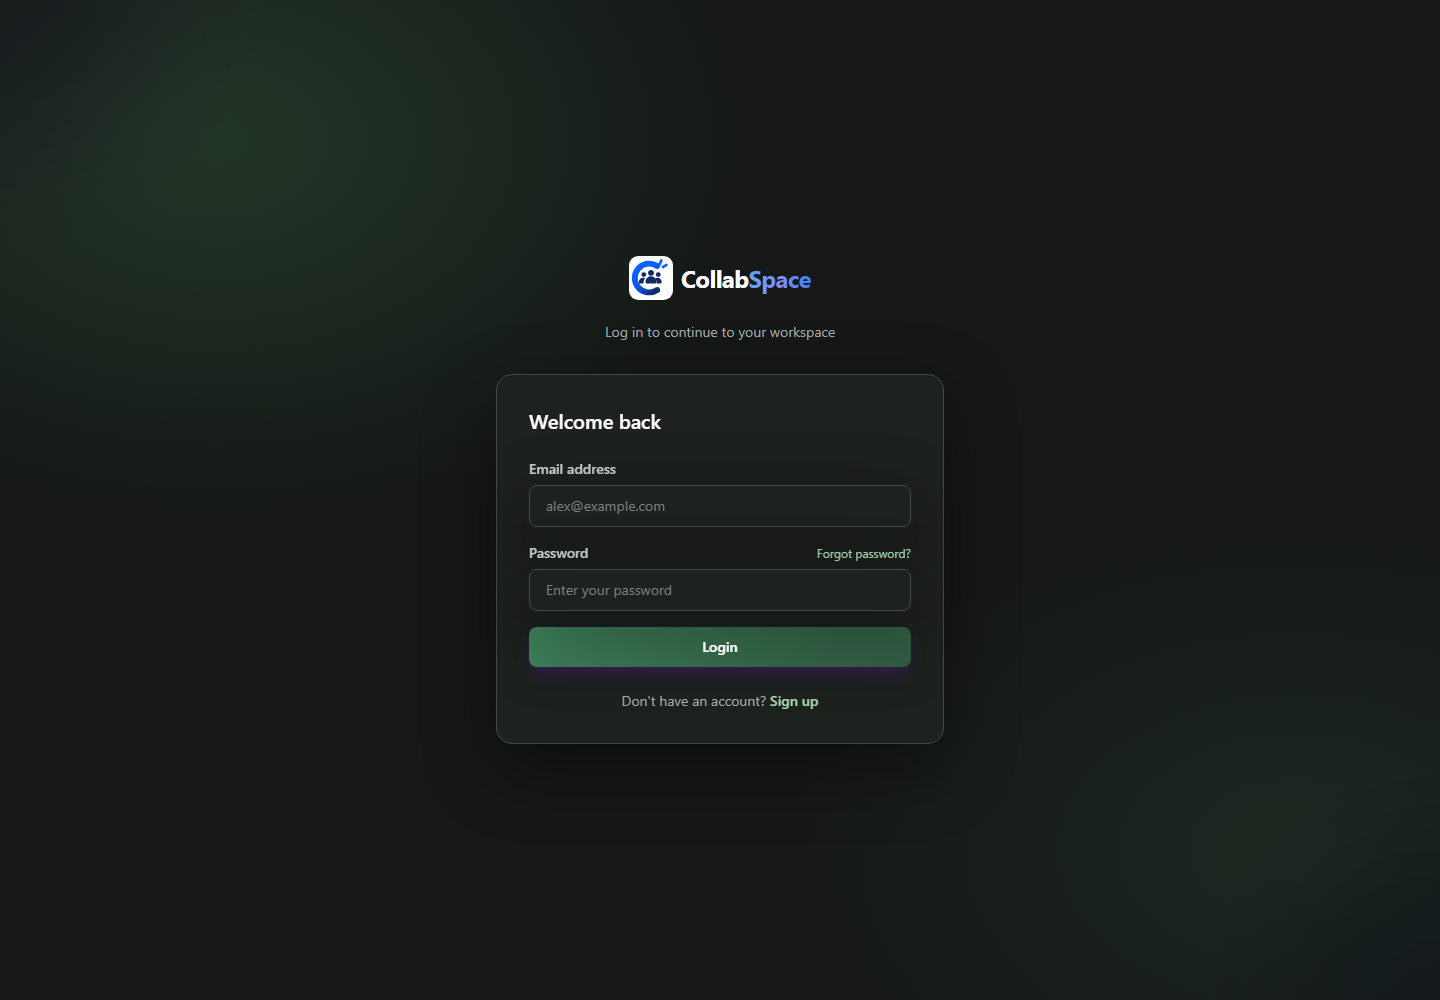 CollabSpace
Log in to continue to your workspace
Welcome back
Email address
alex@example.com
Password Forgot password?
Enter your password
Login
Don't have an account? Sign up